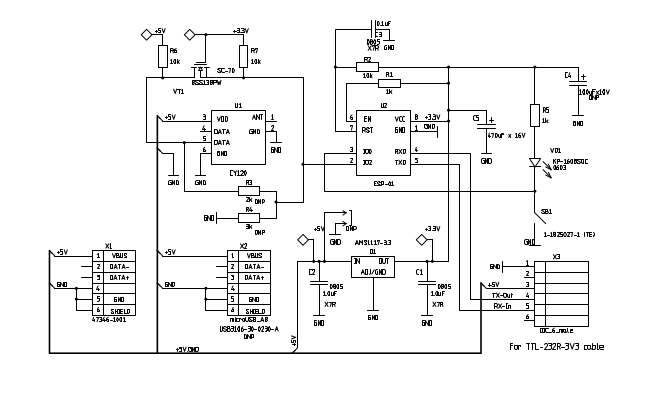 +5V
+3.3V
R6
10k
R7
10k
SC-70
BSS138PW
VT1
0.1uF
C3
0805
X7R
GND
R2
10k
R1
1k
C4
100uFx10V
DNP
GND
R5
1k
VD1
KP-1608SGC
0603
SB1
1-1825027-1 (TE)
GND
U1
+5V
3 VDD ANT 1
4 DATA
5 DATA GND 2
6 GND
GND
GND
GND
CY120
R3
2k DNP
R4
3k DNP
GND
U2
6 EN VCC 8 +3.3V
7 RST GND 1 GND
3 IO0 RXD 4
2 IO2 TXD 5
ESP-01
C5
470uF x 16V
GND
X1
+5V
1 VBUS
2 DATA-
3 DATA+
GND
4
5 GND
6 SHIELD
47346-1001
X2
+5V
1 VBUS
2 DATA-
3 DATA+
GND
4
5 GND
6 SHIELD
microUSB_AB
USB3106-30-0230-A
DNP
+5V
DNP
GND
+3.3V
AMS1117-3.3
D1
IN OUT
ADJ/GND
C2
0805
1.0uF
X7R
GND
GND
C1
0805
1.0uF
X7R
GND
X3
GND
1
2
+5V
3
TX-Out 4
RX-In 5
6
IDC_6_male
For TTL-232R-3V3 cable
+5V,GND
+5V